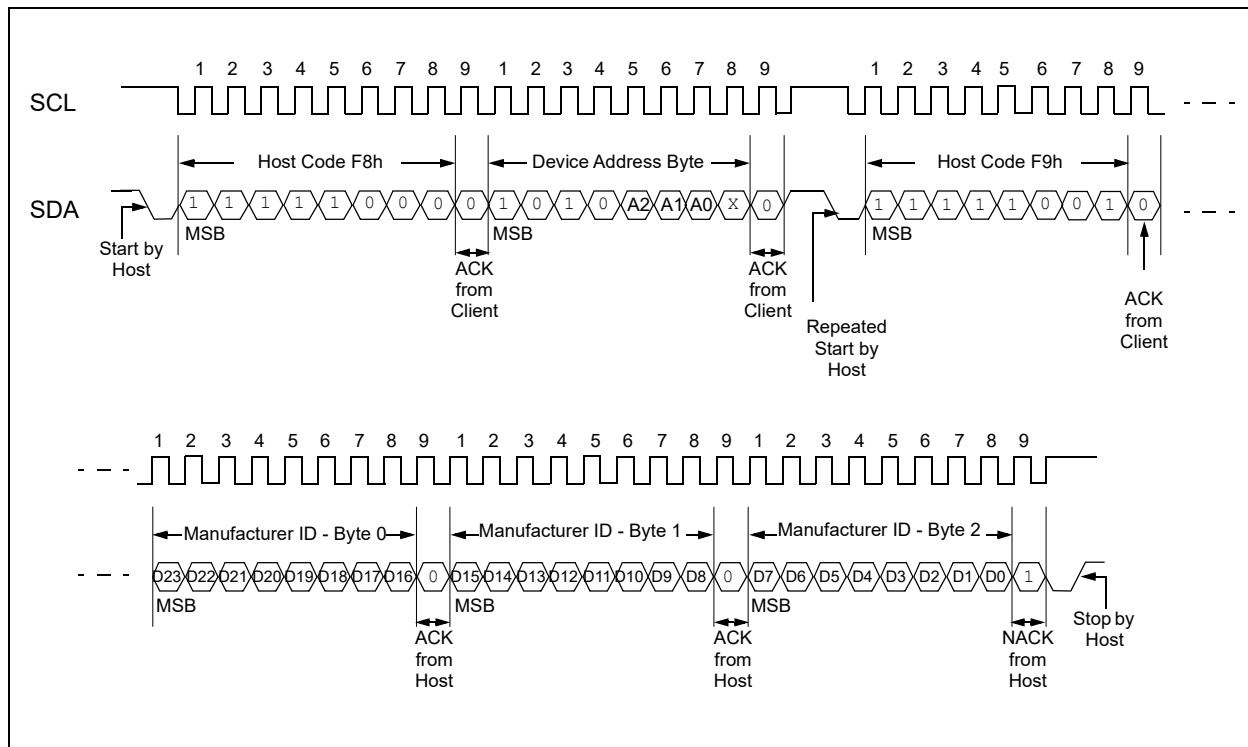 1 2 3 4 5 6 7 8 9 1 2 3 4 5 6 7 8 9 1 2 3 4 5 6 7 8 9
SCL
Host Code F8h Device Address Byte Host Code F9h
SDA 1 1 1 1 1 0 0 0 0 1 0 1 0 A2 A1 A0 X 0 1 1 1 1 1 0 0 1 0
MSB MSB MSB
Start by
Host
ACK
from
Client
ACK
from
Client
Repeated
Start by
Host
ACK
from
Client
1 2 3 4 5 6 7 8 9 1 2 3 4 5 6 7 8 9 1 2 3 4 5 6 7 8 9
Manufacturer ID - Byte 0 Manufacturer ID - Byte 1 Manufacturer ID - Byte 2
D23 D22 D21 D20 D19 D18 D17 D16 0 D15 D14 D13 D12 D11 D10 D9 D8 0 D7 D6 D5 D4 D3 D2 D1 D0 1
MSB MSB MSB
ACK
from
Host
ACK
from
Host
NACK
from
Host
Stop by
Host